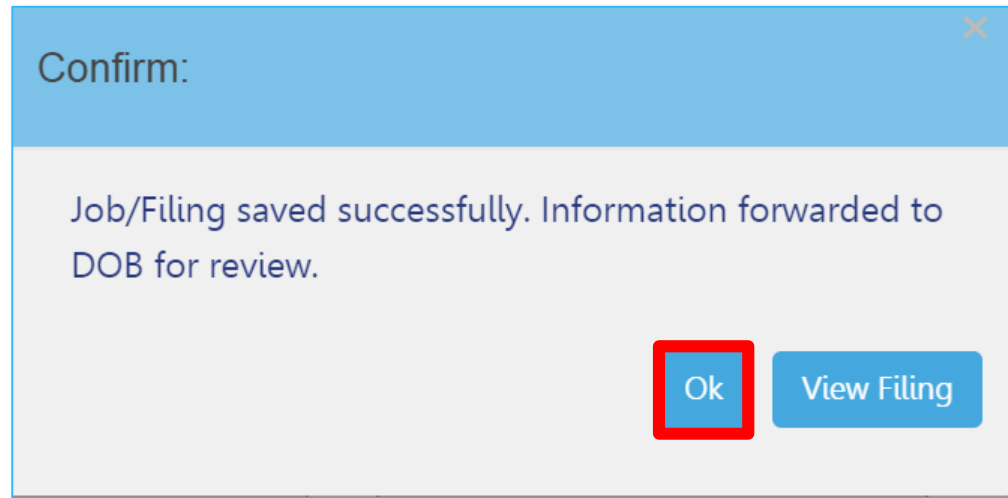 Confirm:
Job/Filing saved successfully. Information forwarded to
DOB for review.
Ok View Filing